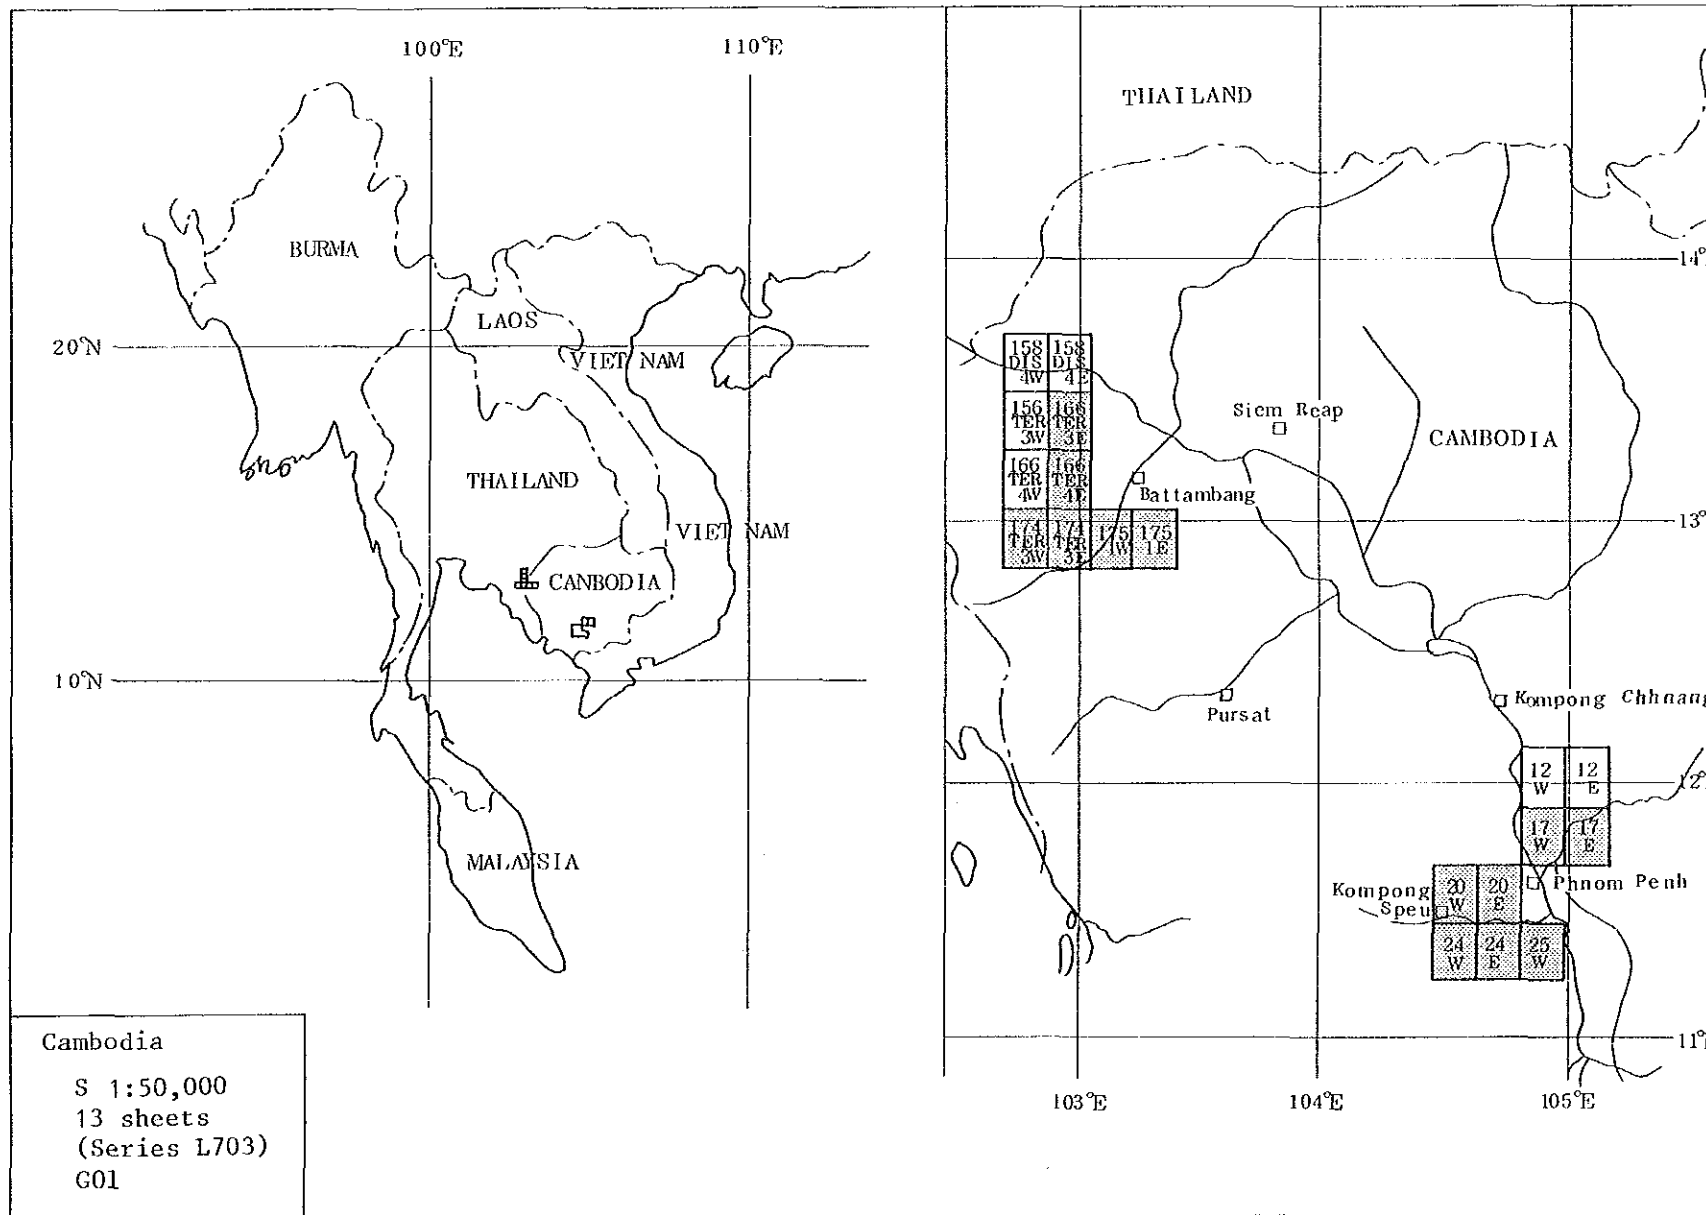 100°E
110°E
BURMA
LAOS
20°N
VIET NAM
THAILAND
VIET NAM
CANBODIA
10°N
MALAYSIA
Cambodia
S 1:50,000
13 sheets
(Series L703)
G01
THAILAND
14°
158 158
DIS DIS
4W 4E
156 166
TER TER
3W 3E
166 166
TER TER
4W 4E
174 174 175 175
TER TER 1W 1E
3W 3E
Siem Reap
CAMBODIA
Battambang
13°
Pursat
Kompong Chhnang
12 12
W E
12°
17 17
W E
Kompong
Speu
20 20
W E
Phnom Penh
24 24 25
W E W
11°
103°E
104°E
105°E